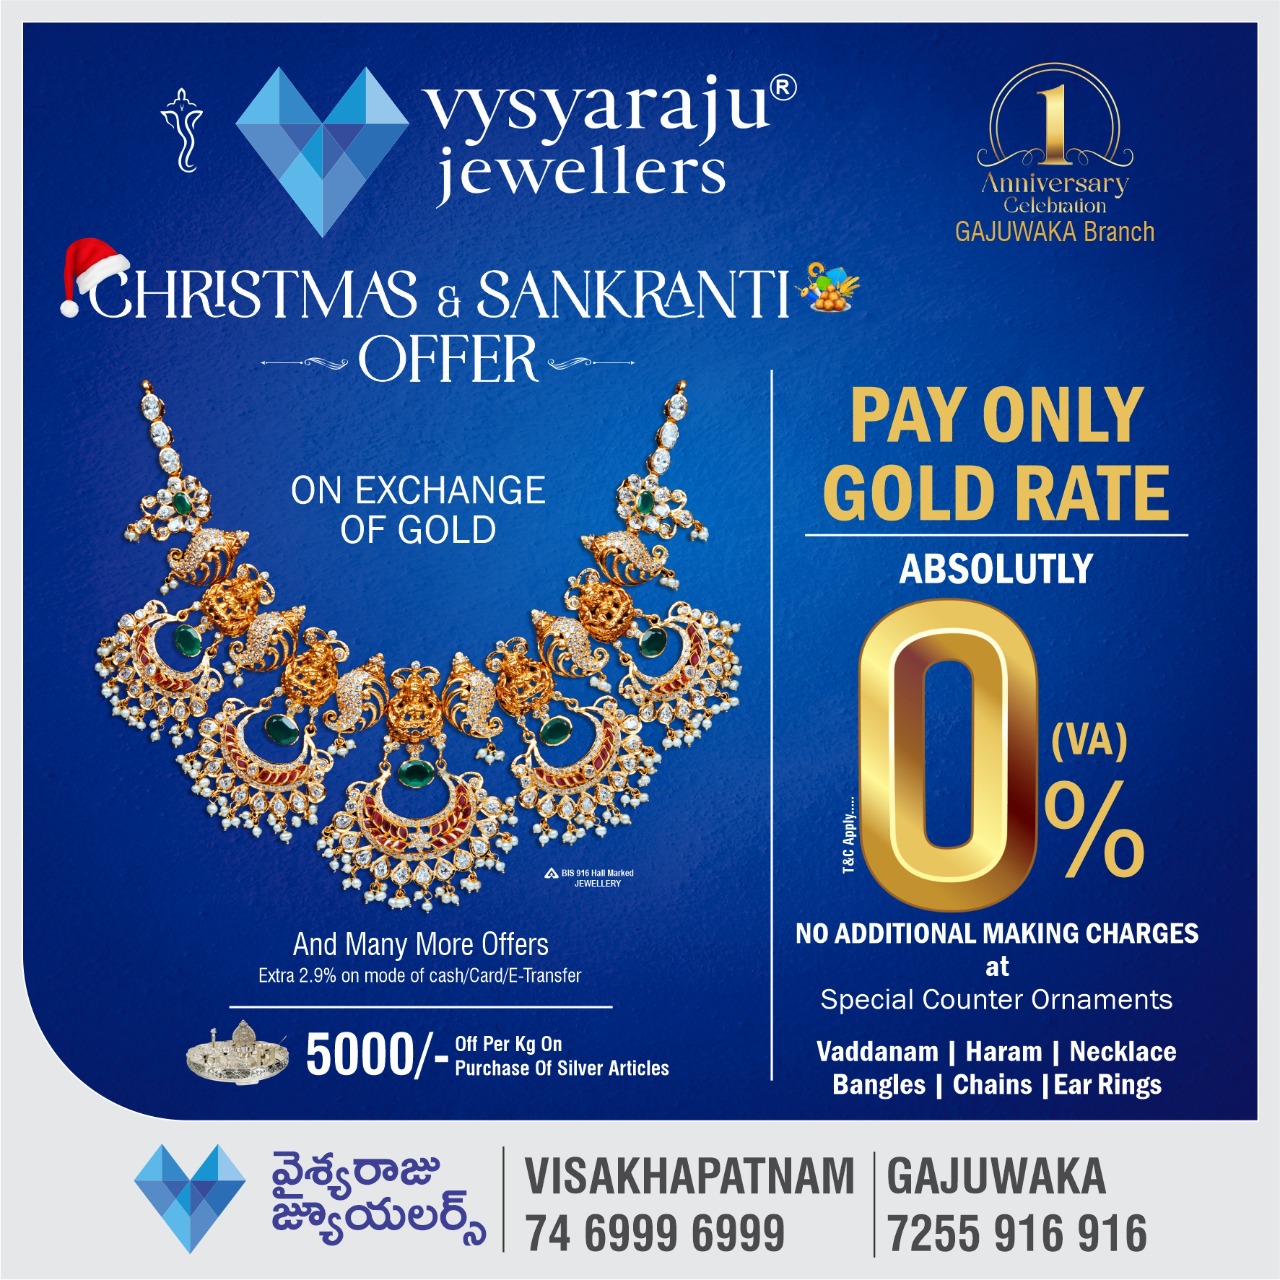 vysyaraju®
jewellers
1
Anniversary
Celebration
GAJUWAKA Branch
CHRISTMAS & SANKRANTI
OFFER
ON EXCHANGE
OF GOLD
BIS 916 Hall Marked
JEWELLERY
And Many More Offers
Extra 2.9% on mode of cash/Card/E-Transfer
5000/- Off Per Kg On
Purchase Of Silver Articles
PAY ONLY
GOLD RATE
ABSOLUTLY
0% (VA)
T&C Apply.....
NO ADDITIONAL MAKING CHARGES
at
Special Counter Ornaments
Vaddanam | Haram | Necklace
Bangles | Chains | Ear Rings
వైశ్యరాజు
జ్యూయలర్స్
VISAKHAPATNAM
74 6999 6999
GAJUWAKA
7255 916 916